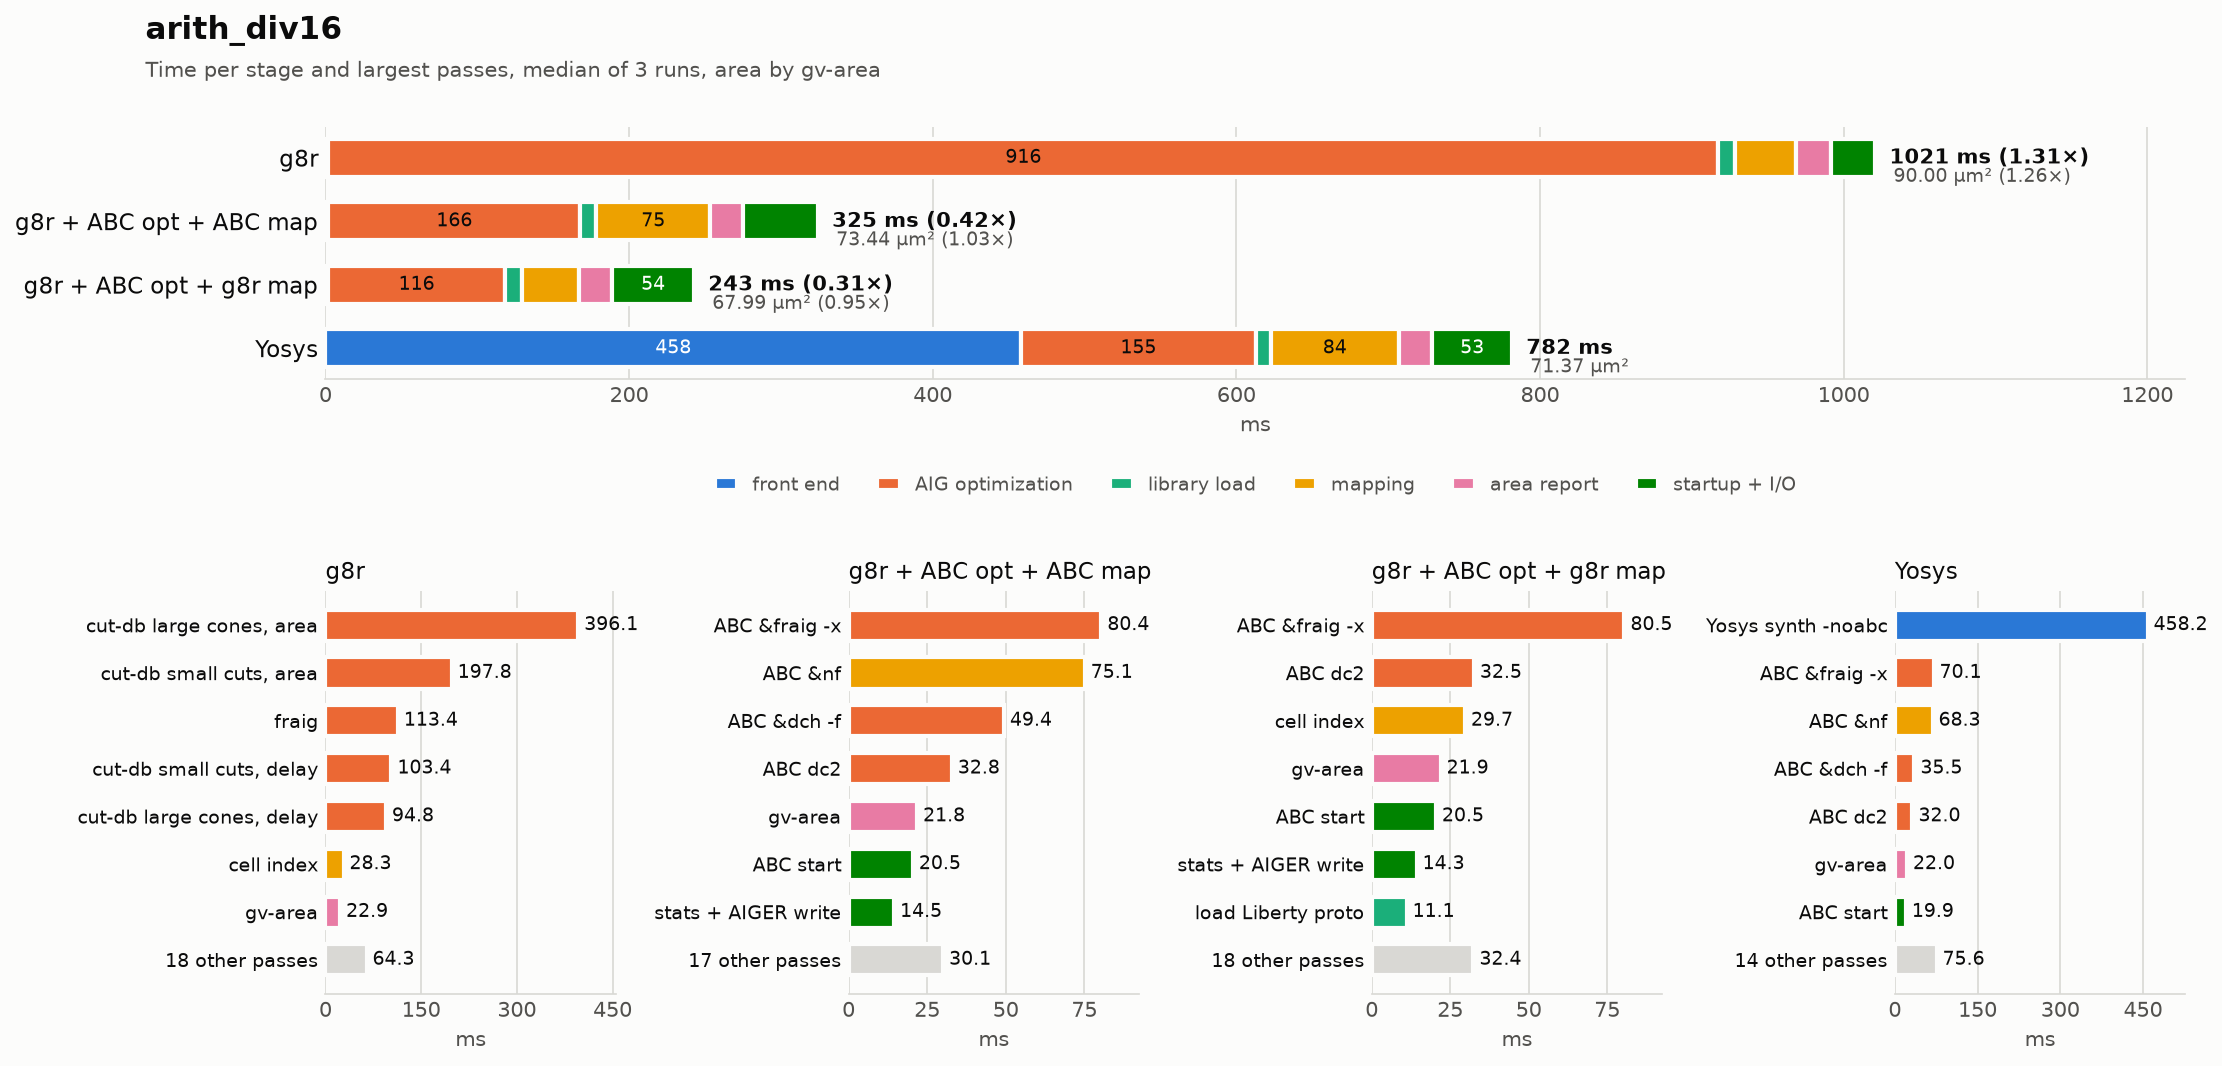 arith_div16
Time per stage and largest passes, median of 3 runs, area by gv-area
g8r
916
1021 ms (1.31×)
90.00 µm² (1.26×)
g8r + ABC opt + ABC map
166
75
325 ms (0.42×)
73.44 µm² (1.03×)
g8r + ABC opt + g8r map
116
54
243 ms (0.31×)
67.99 µm² (0.95×)
Yosys
458
155
84
53
782 ms
71.37 µm²
0 200 400 600 800 1000 1200
ms
front end AIG optimization library load mapping area report startup + I/O
g8r
cut-db large cones, area 396.1
cut-db small cuts, area 197.8
fraig 113.4
cut-db small cuts, delay 103.4
cut-db large cones, delay 94.8
cell index 28.3
gv-area 22.9
18 other passes 64.3
0 150 300 450
ms
g8r + ABC opt + ABC map
ABC &fraig -x 80.4
ABC &nf 75.1
ABC &dch -f 49.4
ABC dc2 32.8
gv-area 21.8
ABC start 20.5
stats + AIGER write 14.5
17 other passes 30.1
0 25 50 75
ms
g8r + ABC opt + g8r map
ABC &fraig -x 80.5
ABC dc2 32.5
cell index 29.7
gv-area 21.9
ABC start 20.5
stats + AIGER write 14.3
load Liberty proto 11.1
18 other passes 32.4
0 25 50 75
ms
Yosys
Yosys synth -noabc 458.2
ABC &fraig -x 70.1
ABC &nf 68.3
ABC &dch -f 35.5
ABC dc2 32.0
gv-area 22.0
ABC start 19.9
14 other passes 75.6
0 150 300 450
ms